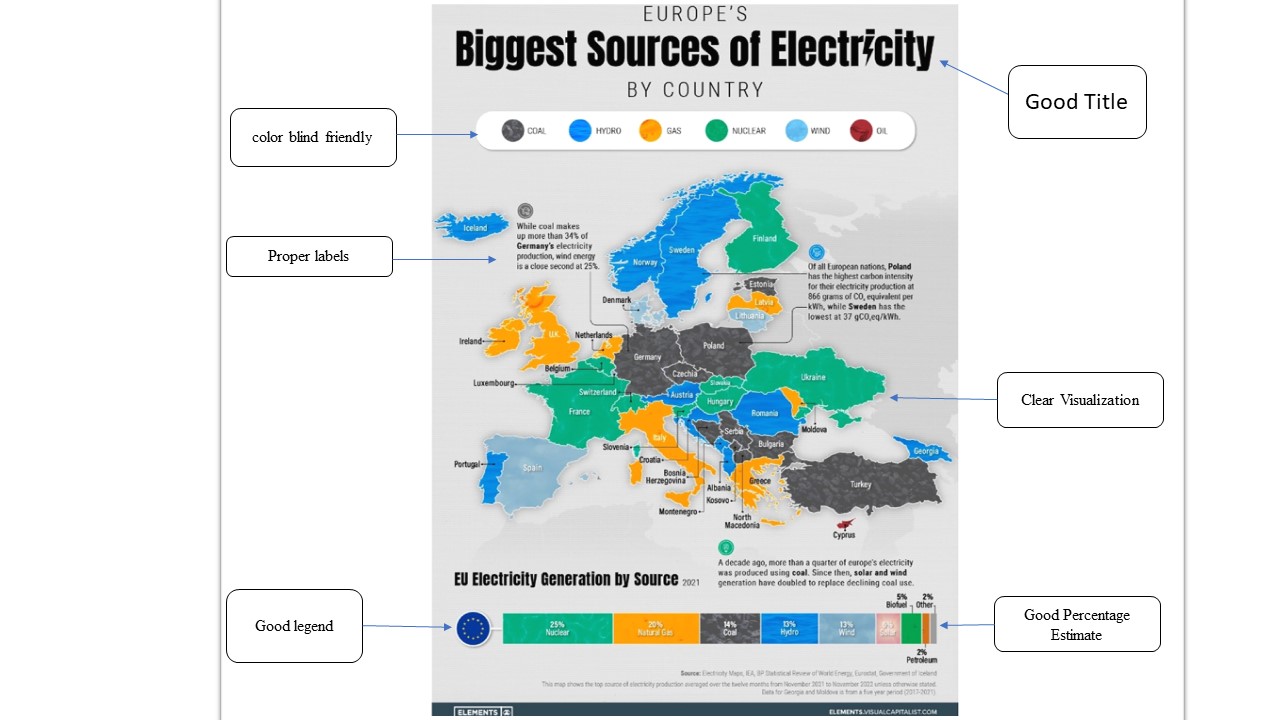 EUROPE'S
Biggest Sources of Electricity
BY COUNTRY
Good Title
color blind friendly
COAL
HYDRO
GAS
NUCLEAR
WIND
OIL
Proper labels
While coal makes
up more than 34% of
Germany's electricity
production, wind energy
is a close second at 25%.
Of all European nations, Poland
has the highest carbon intensity
for their electricity production at
866 grams of CO₂ equivalent per
kWh, while Sweden has the
lowest at 37 gCO₂eq/kWh.
Iceland
Finland
Sweden
Norway
Estonia
Latvia
Lithuania
Denmark
U.K.
Ireland
Netherlands
Belgium
Luxembourg
Germany
Poland
Czechia
Slovakia
Ukraine
Switzerland
Austria
Hungary
France
Romania
Moldova
Italy
Serbia
Bulgaria
Slovenia
Croatia
Georgia
Portugal
Spain
Bosnia
Herzegovina
Albania
Kosovo
Greece
Turkey
Montenegro
North
Macedonia
Cyprus
Clear Visualization
A decade ago, more than a quarter of europe's electricity
was produced using coal. Since then, solar and wind
generation have doubled to replace declining coal use.
EU Electricity Generation by Source 2021
Good legend
25%
Nuclear
20%
Natural Gas
14%
Coal
13%
Hydro
13%
Wind
Solar
5%
Biofuel
2%
Other
2%
Petroleum
Good Percentage
Estimate
Source: Electricity Maps, IEA, BP Statistical Review of World Energy, Eurostat, Government of Iceland
This map shows the top source of electricity production averaged over the twelve months from November 2021 to November 2022 unless otherwise stated.
Data for Georgia and Moldova is from a five year period (2017-2021).
ELEMENTS
ELEMENTS.VISUALCAPITALIST.COM